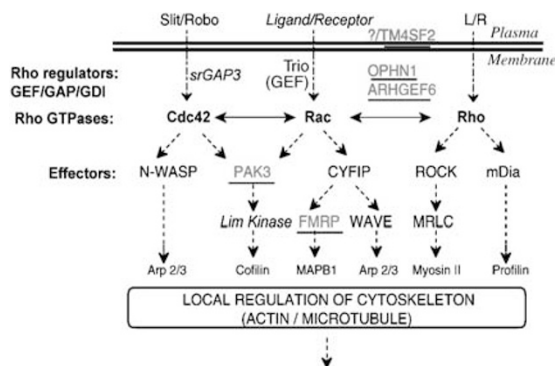 Slit/Robo Ligand/Receptor ?/TM4SF2 L/R Plasma
Membrane
Rho regulators: srGAP3 Trio OPHN1
GEF/GAP/GDI (GEF) ARHGEF6
Rho GTPases: Cdc42 Rac Rho
Effectors: N-WASP PAK3 CYFIP ROCK mDia
Lim Kinase FMRP WAVE MRLC
Arp 2/3 Cofilin MAPB1 Arp 2/3 Myosin II Profilin
LOCAL REGULATION OF CYTOSKELETON
(ACTIN / MICROTUBULE)